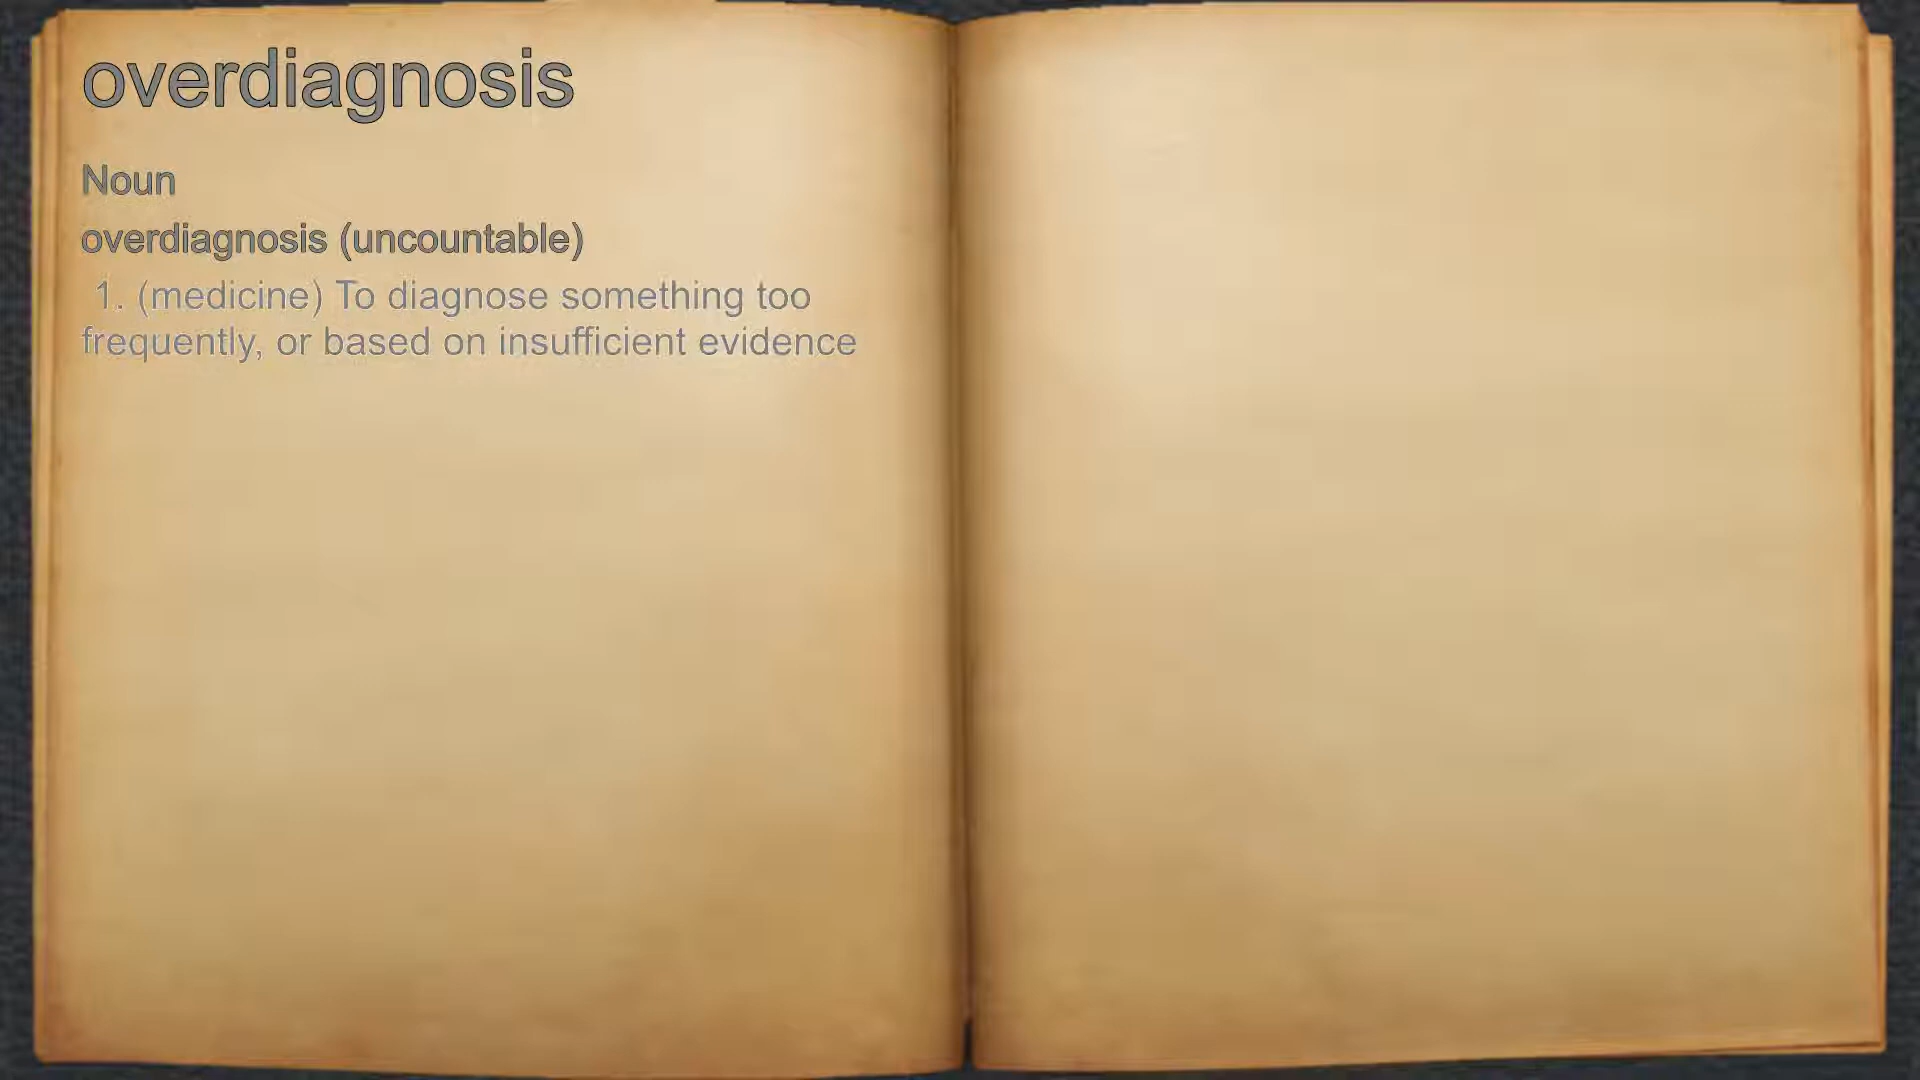 overdiagnosis
Noun
overdiagnosis (uncountable)
1. (medicine) To diagnose something too
frequently, or based on insufficient evidence